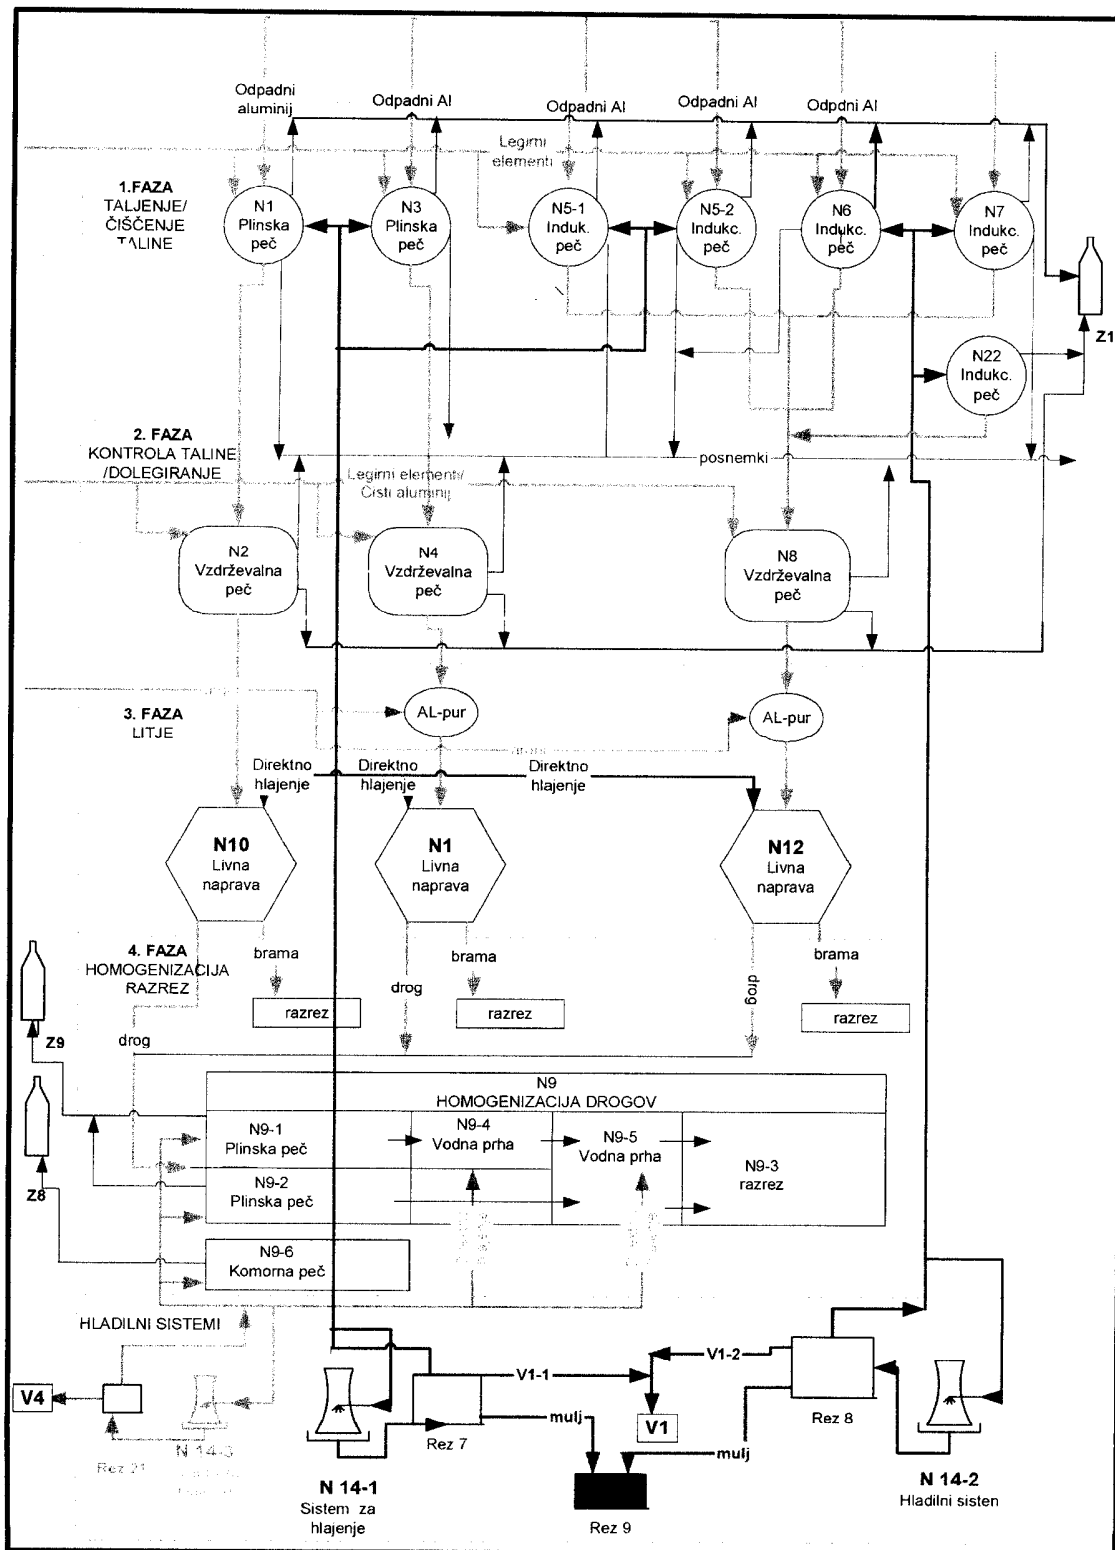 Odpadni
aluminij
Odpadni Al
Odpadni Al
Odpadni Al
Odpdni Al
Legirni
elementi
1.FAZA
TALJENJE/
ČIŠČENJE
TALINE
N1
Plinska
peč
N3
Plinska
peč
N5-1
Induk.
peč
N5-2
Indukc.
peč
N6
Indukc.
peč
N7
Indukc.
peč
Z1
N22
Indukc.
peč
2. FAZA
KONTROLA TALINE
/DOLEGIRANJE
posnemki
Legirni elementi/
Čisti aluminij
N2
Vzdrževalna
peč
N4
Vzdrževalna
peč
N8
Vzdrževalna
peč
3. FAZA
LITJE
AL-pur
AL-pur
Direktno
hlajenje
Direktno
hlajenje
Direktno
hlajenje
N10
Livna
naprava
N1
Livna
naprava
N12
Livna
naprava
4. FAZA
HOMOGENIZACIJA
RAZREZ
brama
brama
brama
drog
drog
drog
razrez
razrez
razrez
Z9
Z8
N9
HOMOGENIZACIJA DROGOV
N9-1
Plinska peč
N9-4
Vodna prha
N9-5
Vodna prha
N9-3
razrez
N9-2
Plinska peč
N9-6
Komorna peč
HLADILNI SISTEMI
V4
Rez 21
N 14-3
V1-1
V1-2
V1
mulj
mulj
Rez 7
Rez 8
Rez 9
N 14-1
Sistem za
hlajenje
N 14-2
Hladilni sisten